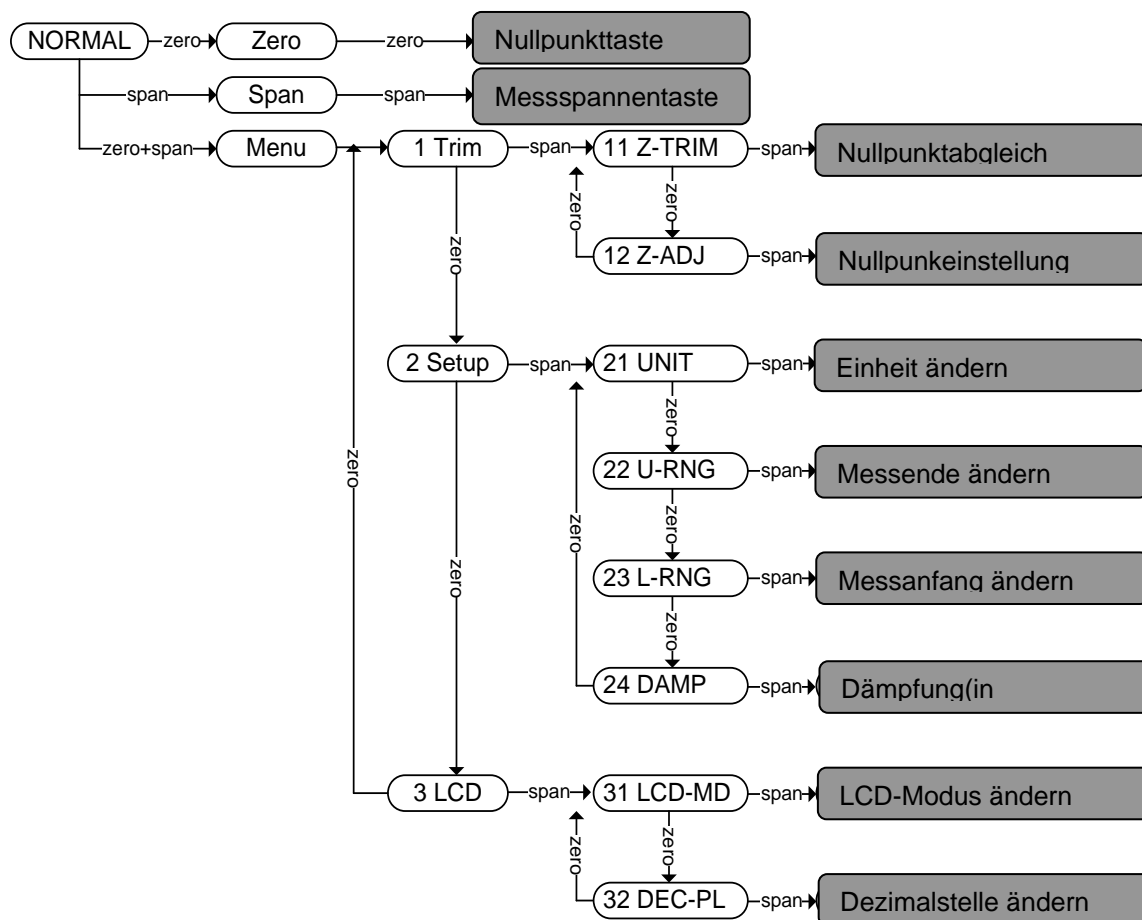 NORMAL zero Zero zero Nullpunkttaste
span Span span Messspannentaste
zero+span Menu 1 Trim span 11 Z-TRIM span Nullpunktabgleich
zero
zero
zero
12 Z-ADJ span Nullpunkeinstellung
2 Setup span 21 UNIT span Einheit ändern
zero
zero
22 U-RNG span Messende ändern
zero
zero
zero
23 L-RNG span Messanfang ändern
zero
24 DAMP span Dämpfung(in
3 LCD span 31 LCD-MD span LCD-Modus ändern
zero
zero
32 DEC-PL span Dezimalstelle ändern